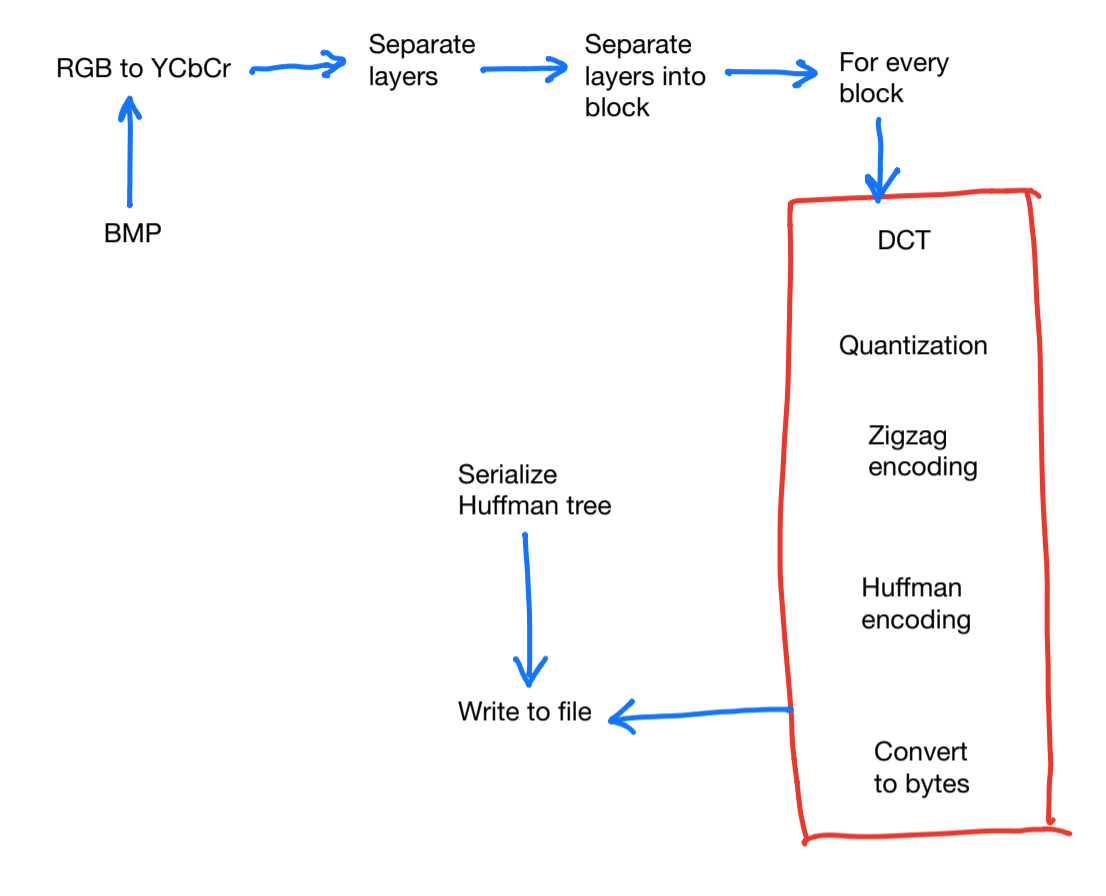 RGB to YCbCr
Separate
layers
Separate
layers into
block
For every
block
BMP
DCT
Quantization
Zigzag
encoding
Serialize
Huffman tree
Huffman
encoding
Write to file
Convert
to bytes